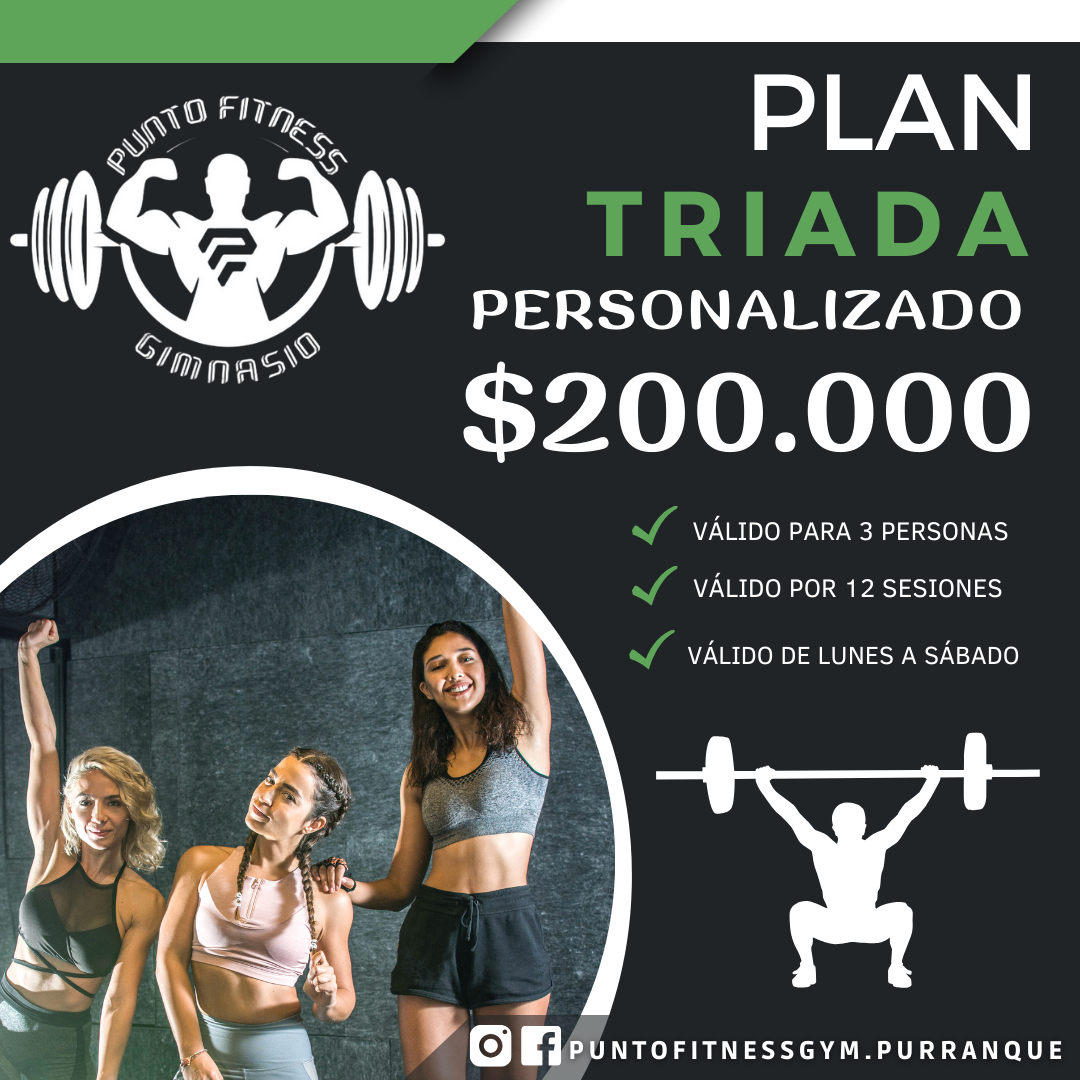 PUNTO FITNESS
GIMNASIO
PLAN
TRIADA
PERSONALIZADO
$200.000
VÁLIDO PARA 3 PERSONAS
VÁLIDO POR 12 SESIONES
VÁLIDO DE LUNES A SÁBADO
PUNTOFITNESSGYM.PURRANQUE